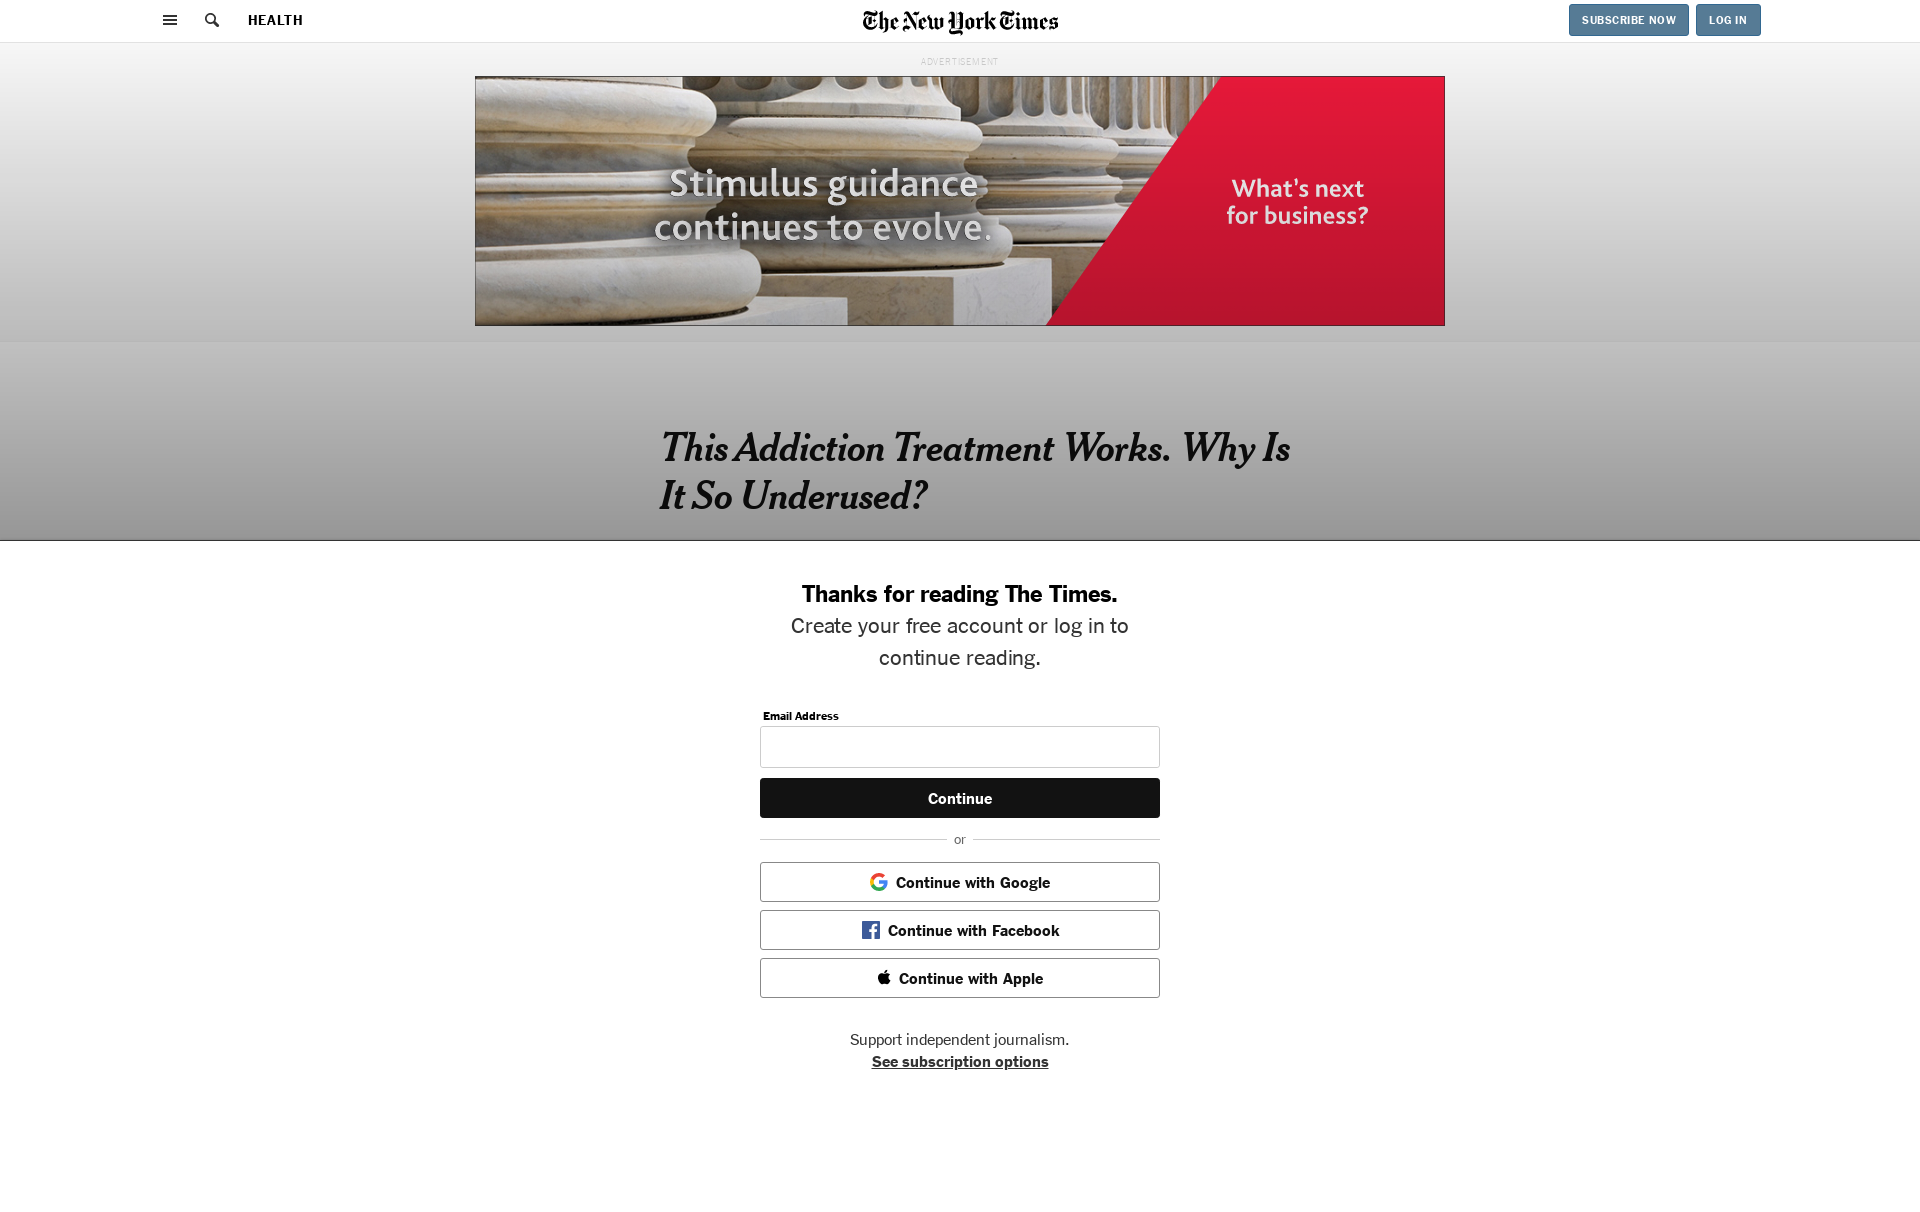 HEALTH
The New York Times
SUBSCRIBE NOW
LOG IN
ADVERTISEMENT
Stimulus guidance
continues to evolve.
What's next
for business?
This Addiction Treatment Works. Why Is
It So Underused?
Thanks for reading The Times.
Create your free account or log in to
continue reading.
Email Address
Continue
or
Continue with Google
Continue with Facebook
Continue with Apple
Support independent journalism.
See subscription options